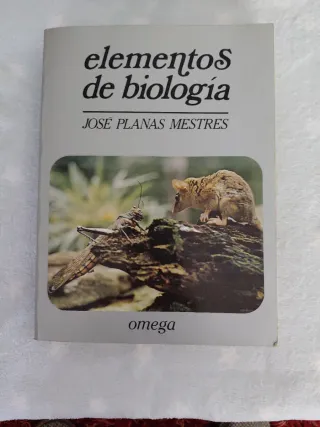 elementos
de biología
JOSÉ PLANAS MESTRES
omega